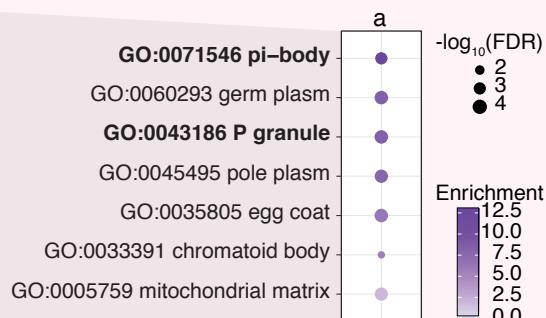 a
GO:0071546 pi–body
GO:0060293 germ plasm
GO:0043186 P granule
GO:0045495 pole plasm
GO:0035805 egg coat
GO:0033391 chromatoid body
GO:0005759 mitochondrial matrix
-log10(FDR)
2
3
4
Enrichment
12.5
10.0
7.5
5.0
2.5
0.0